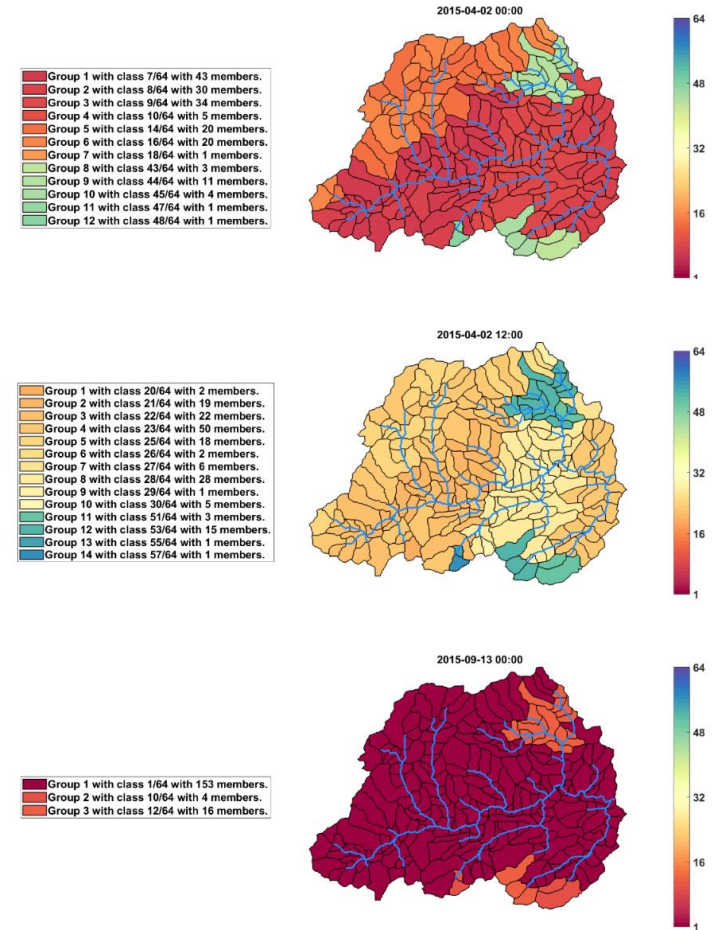 2015-04-02 00:00
Group 1 with class 7/64 with 43 members.
Group 2 with class 8/64 with 30 members.
Group 3 with class 9/64 with 34 members.
Group 4 with class 10/64 with 5 members.
Group 5 with class 14/64 with 20 members.
Group 6 with class 16/64 with 20 members.
Group 7 with class 18/64 with 1 members.
Group 8 with class 43/64 with 3 members.
Group 9 with class 44/64 with 11 members.
Group 10 with class 45/64 with 4 members.
Group 11 with class 47/64 with 1 members.
Group 12 with class 48/64 with 1 members.
64
48
32
16
1
2015-04-02 12:00
Group 1 with class 20/64 with 2 members.
Group 2 with class 21/64 with 19 members.
Group 3 with class 22/64 with 22 members.
Group 4 with class 23/64 with 50 members.
Group 5 with class 25/64 with 18 members.
Group 6 with class 26/64 with 2 members.
Group 7 with class 27/64 with 6 members.
Group 8 with class 28/64 with 28 members.
Group 9 with class 29/64 with 1 members.
Group 10 with class 30/64 with 5 members.
Group 11 with class 51/64 with 3 members.
Group 12 with class 53/64 with 15 members.
Group 13 with class 55/64 with 1 members.
Group 14 with class 57/64 with 1 members.
64
48
32
16
1
2015-09-13 00:00
Group 1 with class 1/64 with 153 members.
Group 2 with class 10/64 with 4 members.
Group 3 with class 12/64 with 16 members.
64
48
32
16
1